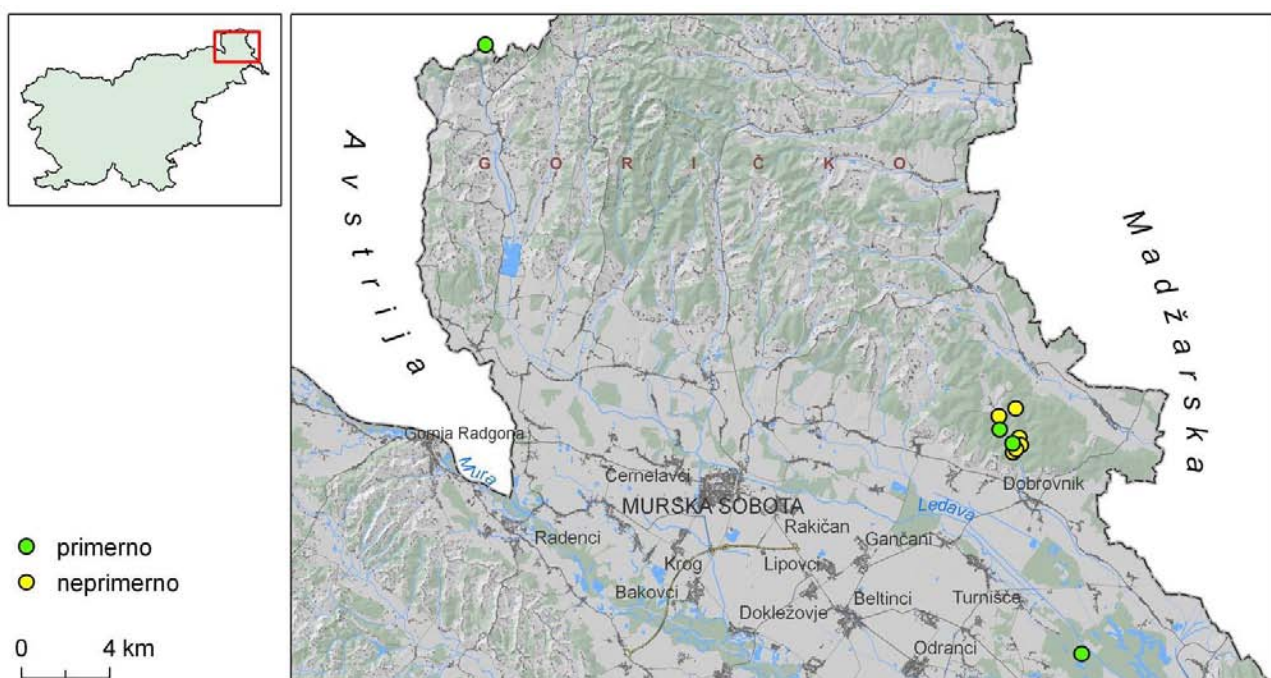 Avstrija
GORIČKO
Madžarska
Gornja Radgona
Mura
Černelavci
MURSKA SOBOTA
Dobrovnik
Ledava
Rakičan
Radenci
Gančani
Krog
Lipovci
Bakovci
Beltinci
Turnišče
Dokležovje
Odranci
primerno
neprimerno
0 4 km